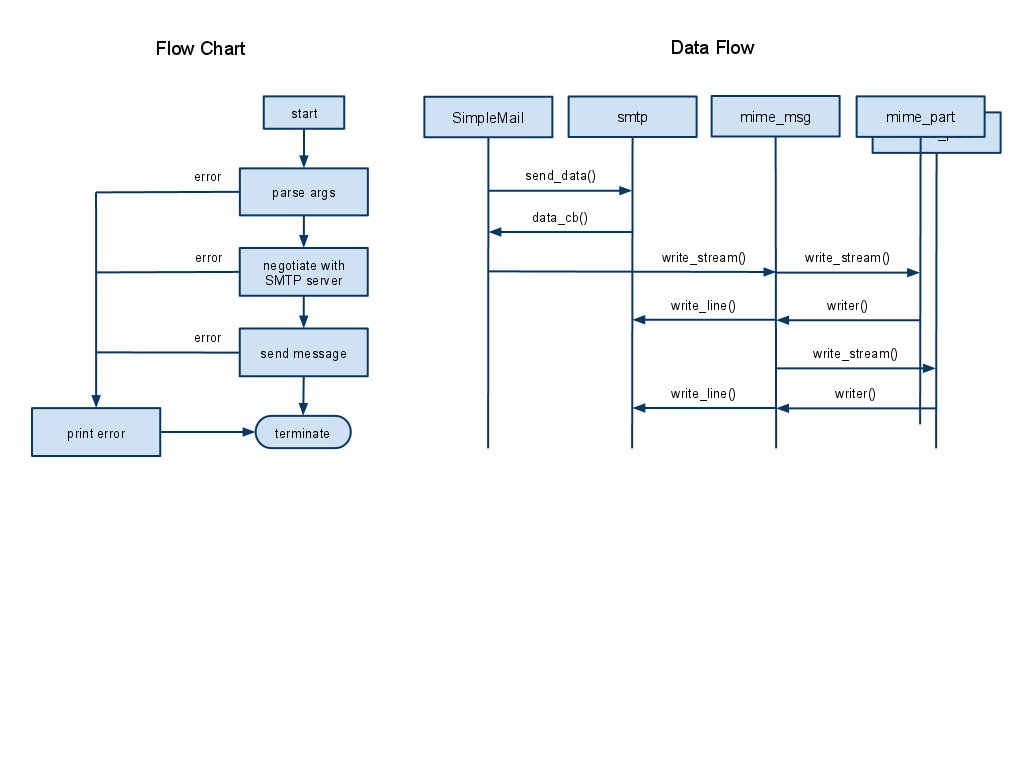 Flow Chart
start
error
parse args
error
negotiate with
SMTP server
error
send message
print error
terminate
Data Flow
SimpleMail
smtp
mime_msg
mime_part
send_data()
data_cb()
write_stream()
write_stream()
write_line()
writer()
write_stream()
write_line()
writer()